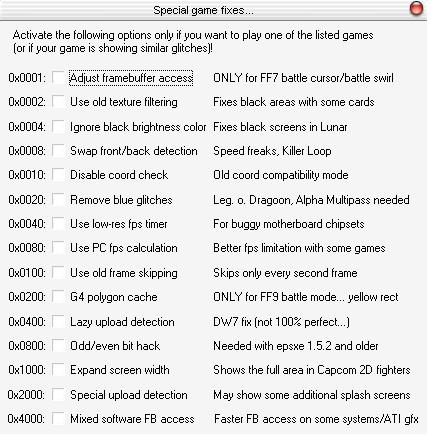 Special game fixes...
Activate the following options only if you want to play one of the listed games
(or if your game is showing similar glitches)!
0x0001: Adjust framebuffer access ONLY for FF7 battle cursor/battle swirl
0x0002: Use old texture filtering Fixes black areas with some cards
0x0004: Ignore black brightness color Fixes black screens in Lunar
0x0008: Swap front/back detection Speed freaks, Killer Loop
0x0010: Disable coord check Old coord compatibility mode
0x0020: Remove blue glitches Leg. o. Dragoon, Alpha Multipass needed
0x0040: Use low-res fps timer For buggy motherboard chipsets
0x0080: Use PC fps calculation Better fps limitation with some games
0x0100: Use old frame skipping Skips only every second frame
0x0200: G4 polygon cache ONLY for FF9 battle mode... yellow rect
0x0400: Lazy upload detection DW7 fix (not 100% perfect...)
0x0800: Odd/even bit hack Needed with epsxe 1.5.2 and older
0x1000: Expand screen width Shows the full area in Capcom 2D fighters
0x2000: Special upload detection May show some additional splash screens
0x4000: Mixed software FB access Faster FB access on some systems/ATI gfx